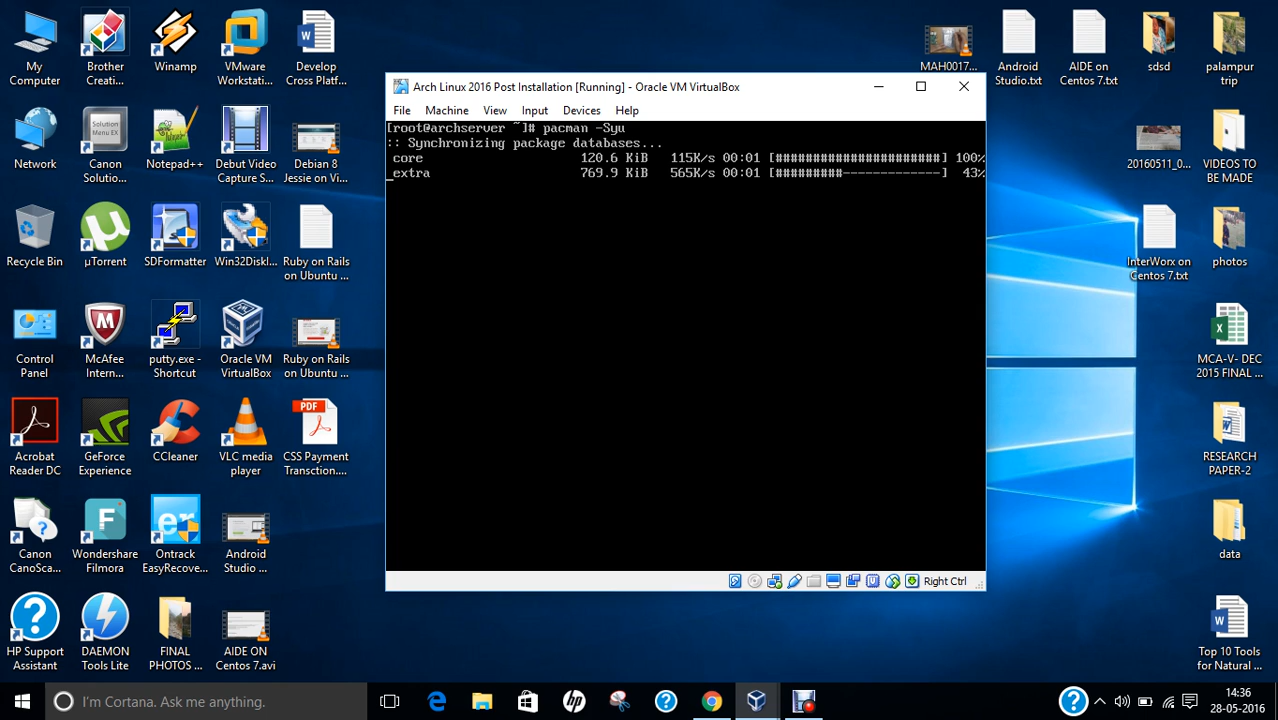 My
Computer
Brother
Creati...
Winamp
VMware
Workstati...
Develop
Cross Platf...
MAH0017...
Android
Studio.txt
AIDE on
Centos 7.txt
sdsd
palampur
trip
Network
Canon
Solution...
Solution
Menu EX
Notepad++
Debut Video
Capture S...
Debian 8
Jessie on Vi...
20160511_0...
VIDEOS TO
BE MADE
Recycle Bin
µTorrent
SDFormatter
Win32DiskI...
Ruby on Rails
on Ubuntu ...
InterWorx on
Centos 7.txt
photos
Control
Panel
McAfee
Intern...
putty.exe -
Shortcut
Oracle VM
VirtualBox
Ruby on Rails
on Ubuntu ...
MCA-V- DEC
2015 FINAL ...
Acrobat
Reader DC
GeForce
Experience
CCleaner
VLC media
player
PDF
CSS Payment
Transction....
RESEARCH
PAPER-2
Canon
CanoSca...
Wondershare
Filmora
Ontrack
EasyRecove...
Android
Studio ...
data
HP Support
Assistant
DAEMON
Tools Lite
FINAL
PHOTOS ...
AIDE ON
Centos 7.avi
Top 10 Tools
for Natural ...
Arch Linux 2016 Post Installation [Running] - Oracle VM VirtualBox
File Machine View Input Devices Help
[root@archserver ~]# pacman -Syu
:: Synchronizing package databases...
core 120.6 KiB 115K/s 00:01 [######################] 100%
_extra 769.9 KiB 565K/s 00:01 [#########-------------] 43%
Right Ctrl
I'm Cortana. Ask me anything.
14:36
28-05-2016